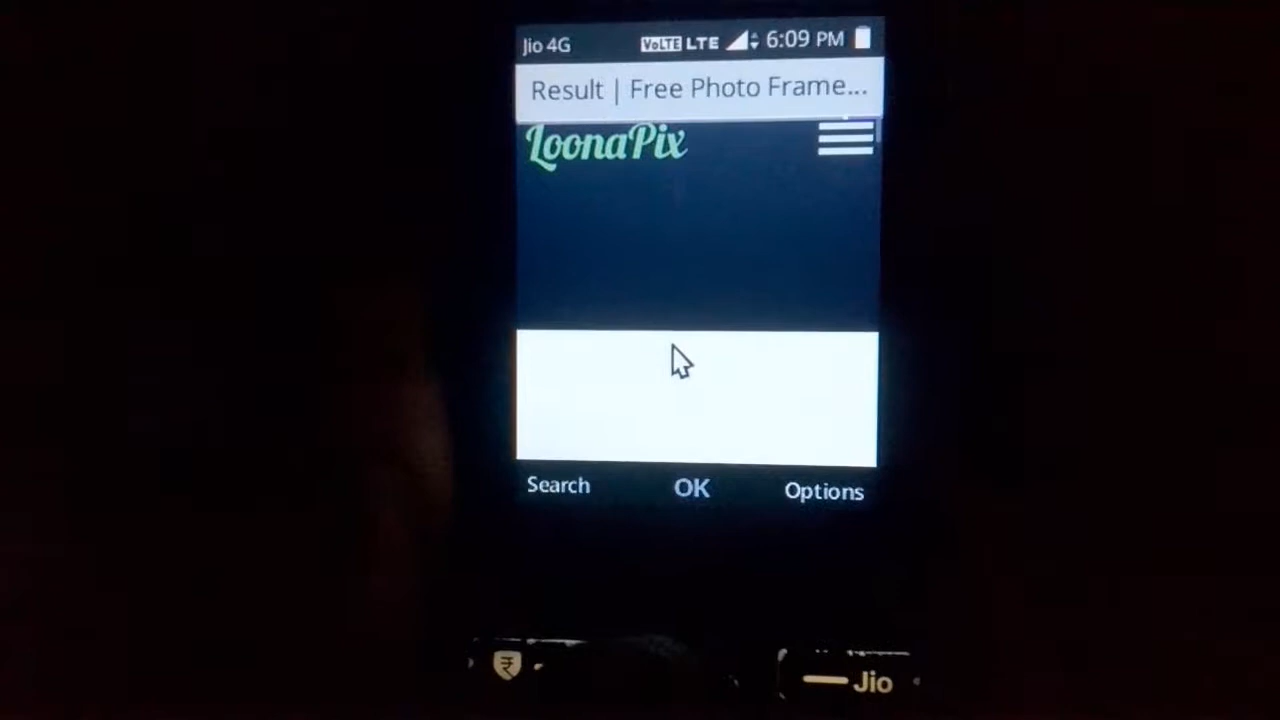 Jio 4G VoLTE LTE 6:09 PM
Result | Free Photo Frame...
LoonaPix
Search OK Options
₹ Jio